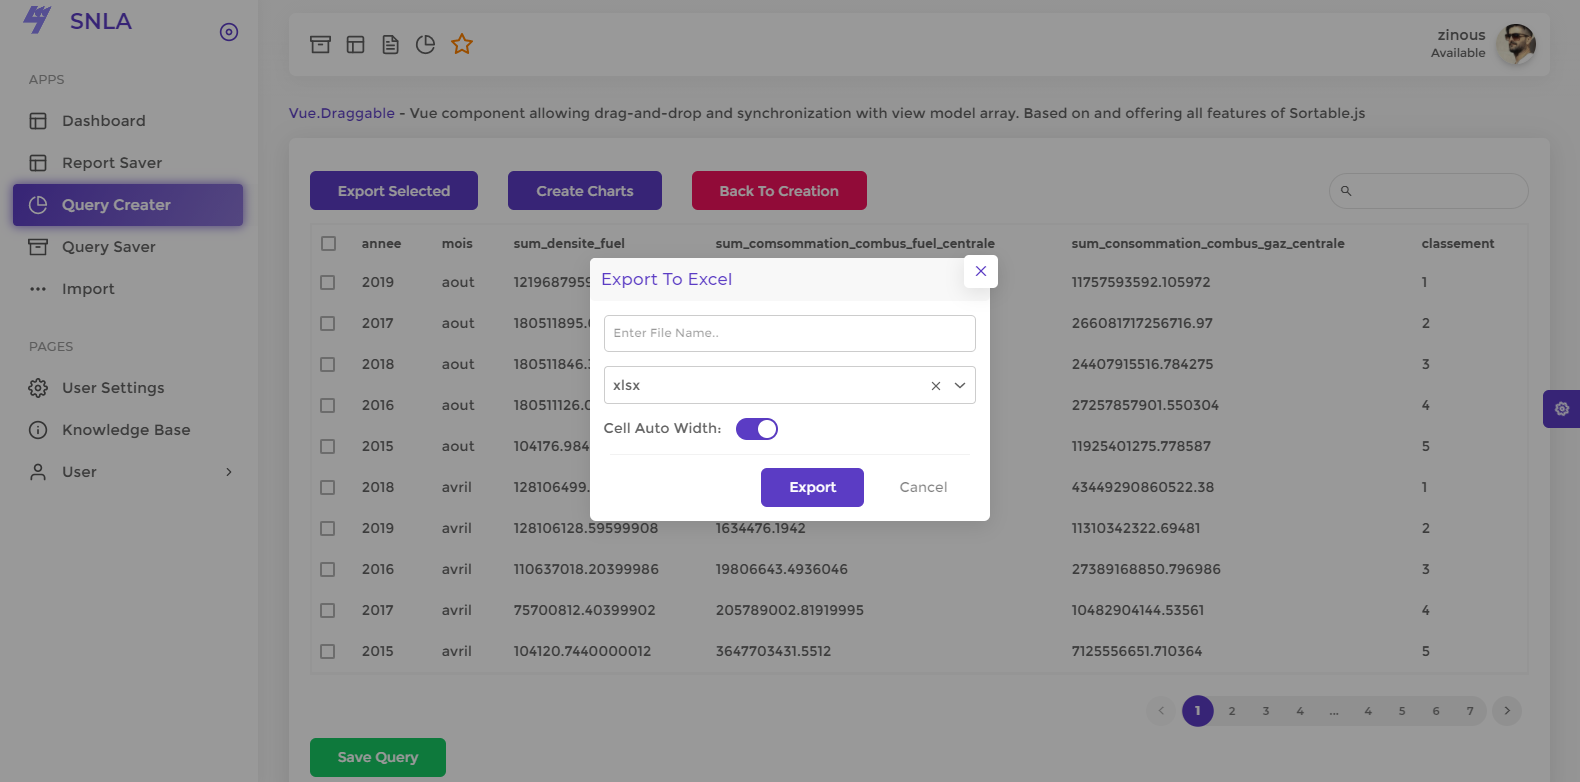 SNLA
zinous
Available
APPS
Dashboard
Report Saver
Query Creater
Query Saver
Import
PAGES
User Settings
Knowledge Base
User
Vue.Draggable - Vue component allowing drag-and-drop and synchronization with view model array. Based on and offering all features of Sortable.js
Export Selected Create Charts Back To Creation
annee mois sum_densite_fuel sum_comsommation_combus_fuel_centrale sum_consommation_combus_gaz_centrale classement
2019 aout 1219687959 11757593592.105972 1
2017 aout 180511895. 266081717256716.97 2
2018 aout 180511846. 24407915516.784275 3
2016 aout 180511126.0 27257857901.550304 4
2015 aout 104176.984 11925401275.778587 5
2018 avril 128106499. 43449290860522.38 1
2019 avril 128106128.59599908 1634476.1942 11310342322.69481 2
2016 avril 110637018.20399986 19806643.4936046 27389168850.796986 3
2017 avril 75700812.40399902 205789002.81919995 10482904144.53561 4
2015 avril 104120.7440000012 3647703431.5512 7125556651.710364 5
Export To Excel
Enter File Name..
xlsx
Cell Auto Width:
Export Cancel
1 2 3 4 ... 4 5 6 7
Save Query